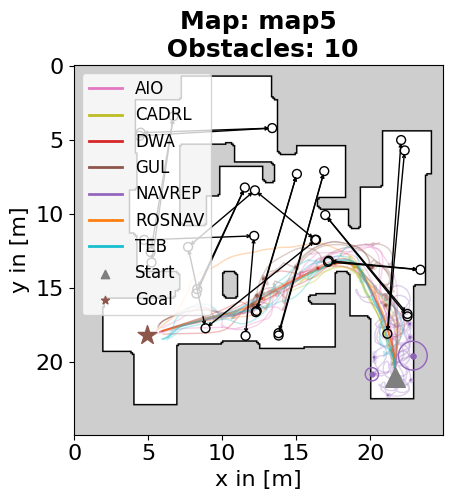 Map: map5
Obstacles: 10
AIO
CADRL
DWA
GUL
NAVREP
ROSNAV
TEB
Start
Goal
0
5
10
15
20
y in [m]
0 5 10 15 20
x in [m]